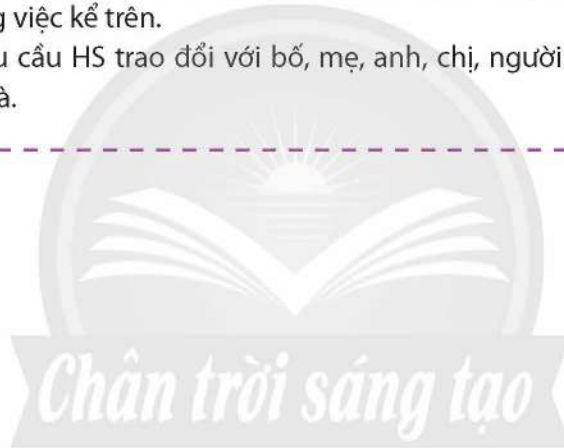 việc kể trên.
cầu HS trao đổi với bố, mẹ, anh, chị, người
Chân trời sáng tạo